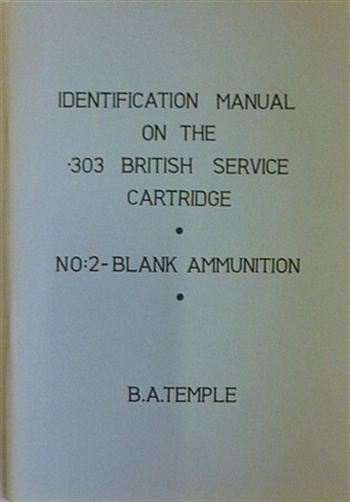 IDENTIFICATION MANUAL
ON THE
·303 BRITISH SERVICE
CARTRIDGE
•
NO:2-BLANK AMMUNITION
•
B.A.TEMPLE